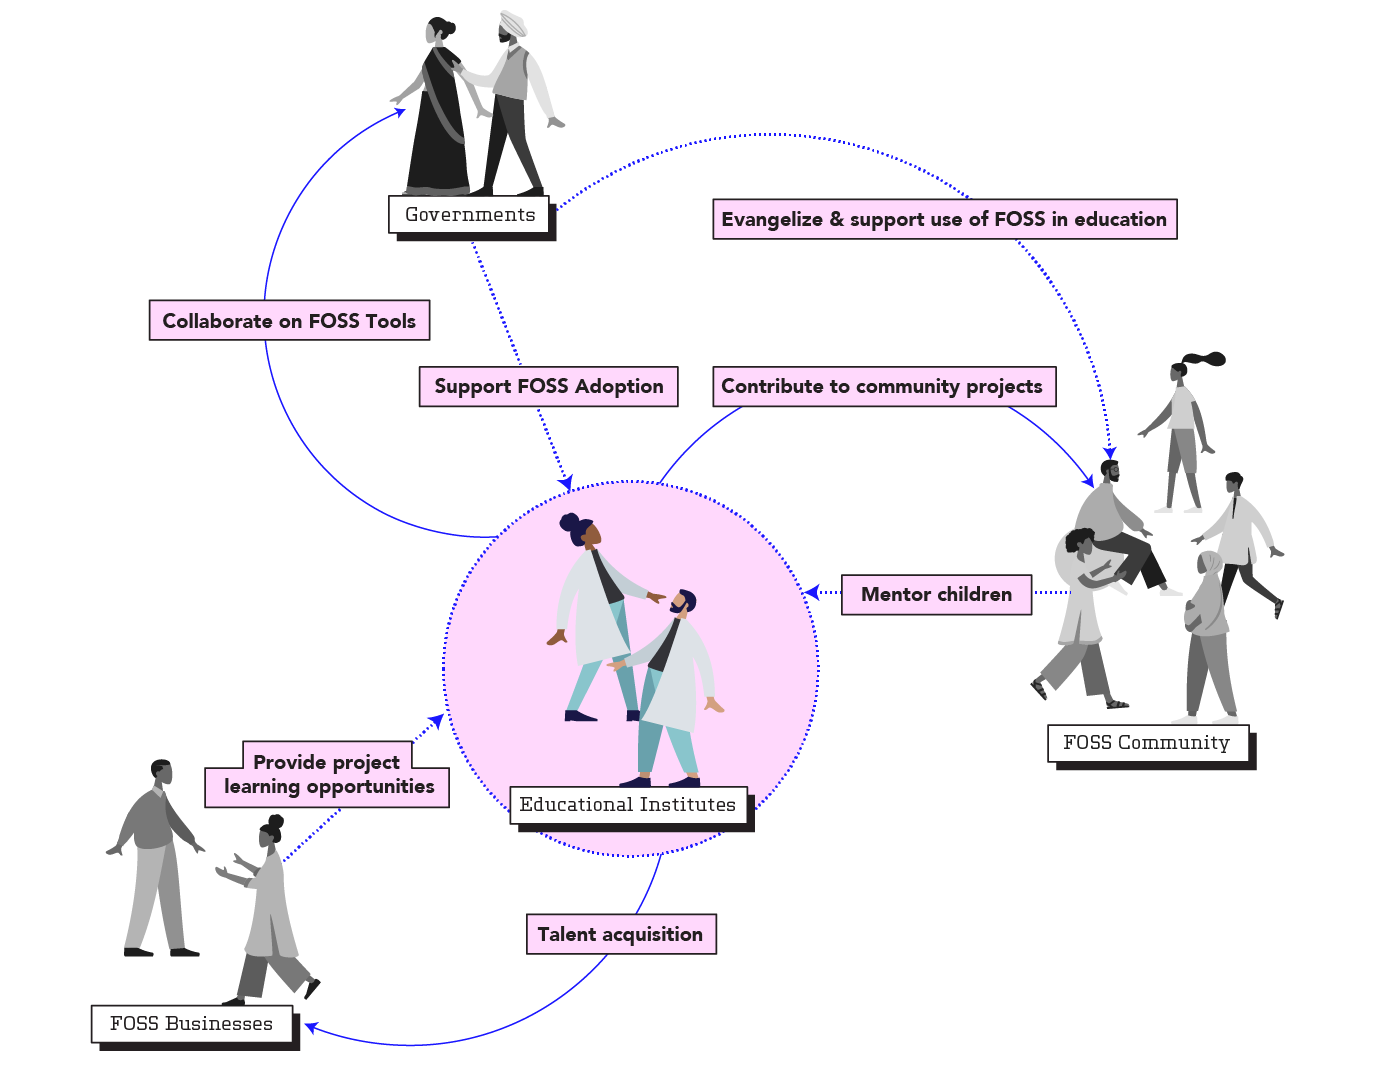 Governments
Evangelize & support use of FOSS in education
Collaborate on FOSS Tools
Support FOSS Adoption
Contribute to community projects
Mentor children
FOSS Community
Provide project
learning opportunities
Educational Institutes
Talent acquisition
FOSS Businesses